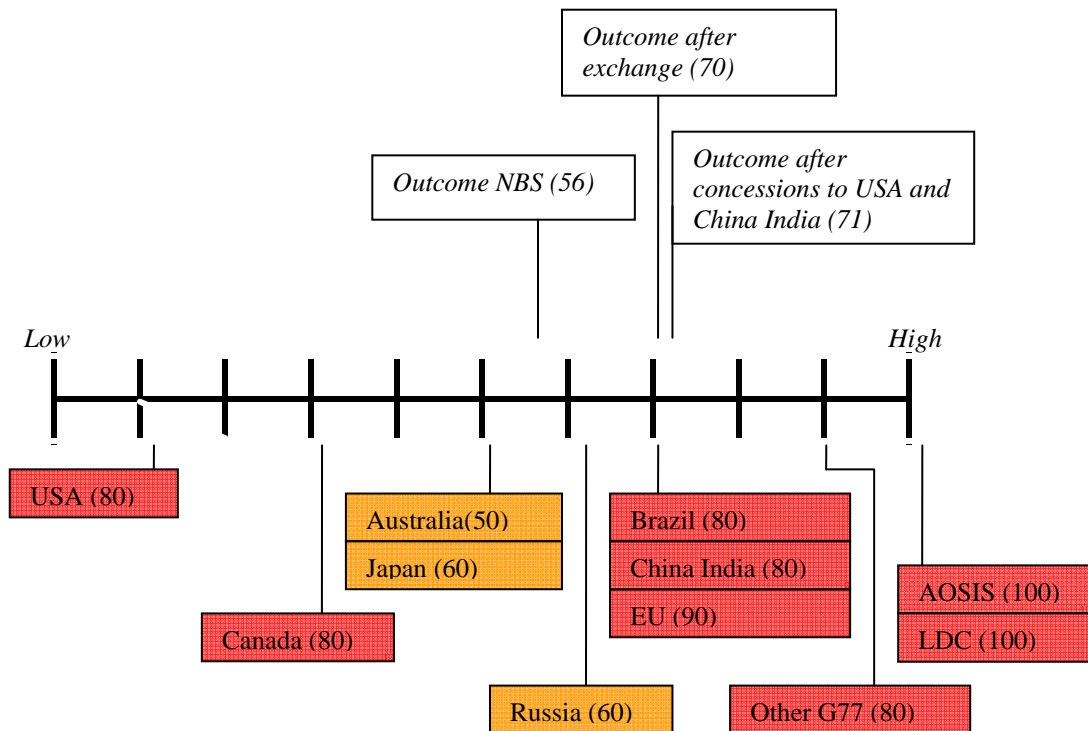 Outcome after
exchange (70)
Outcome NBS (56)
Outcome after
concessions to USA and
China India (71)
Low
High
USA (80)
Australia(50)
Japan (60)
Brazil (80)
China India (80)
EU (90)
AOSIS (100)
LDC (100)
Canada (80)
Russia (60)
Other G77 (80)